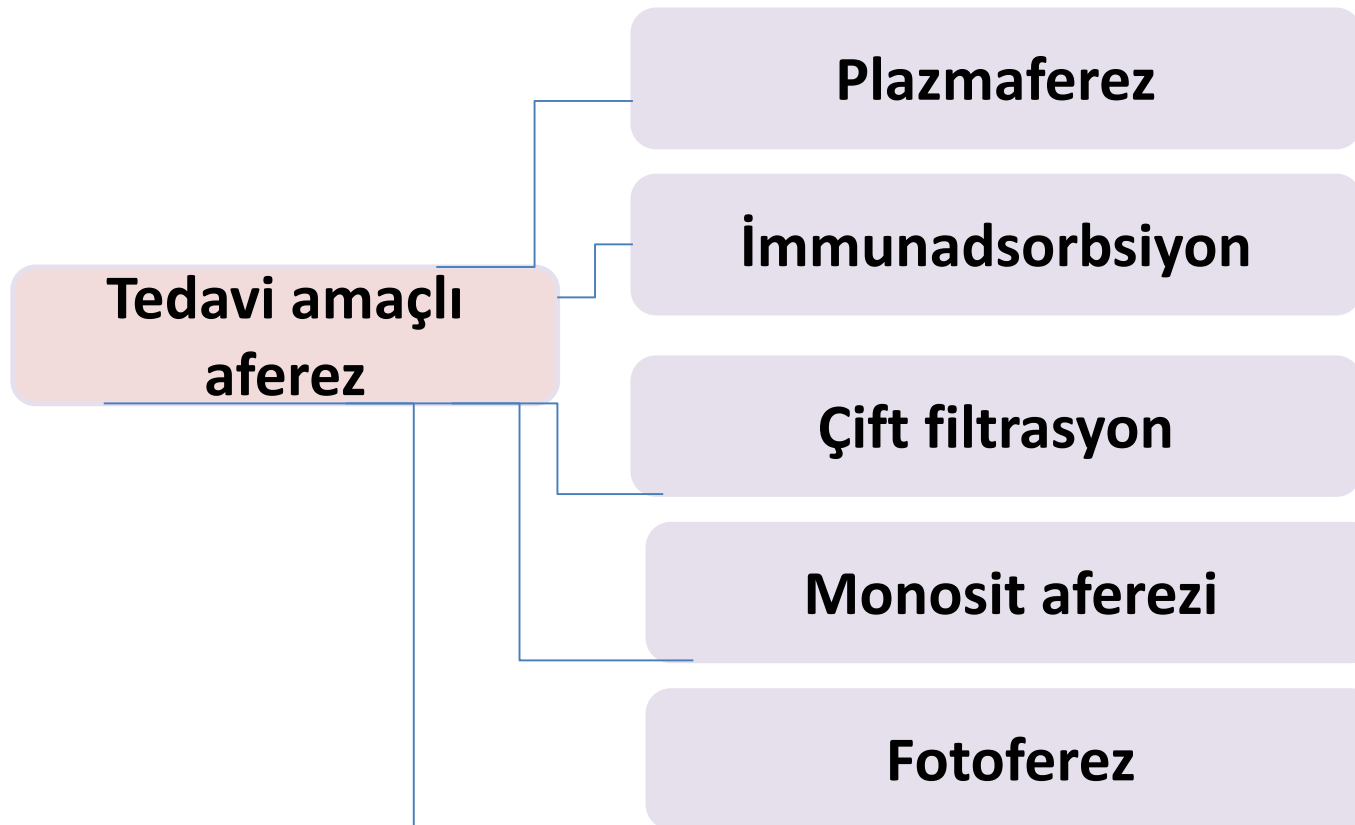 Plazmaferez
İmmunadsorbsiyon
Tedavi amaçlı
aferez
Çift filtrasyon
Monosit aferezi
Fotoferez